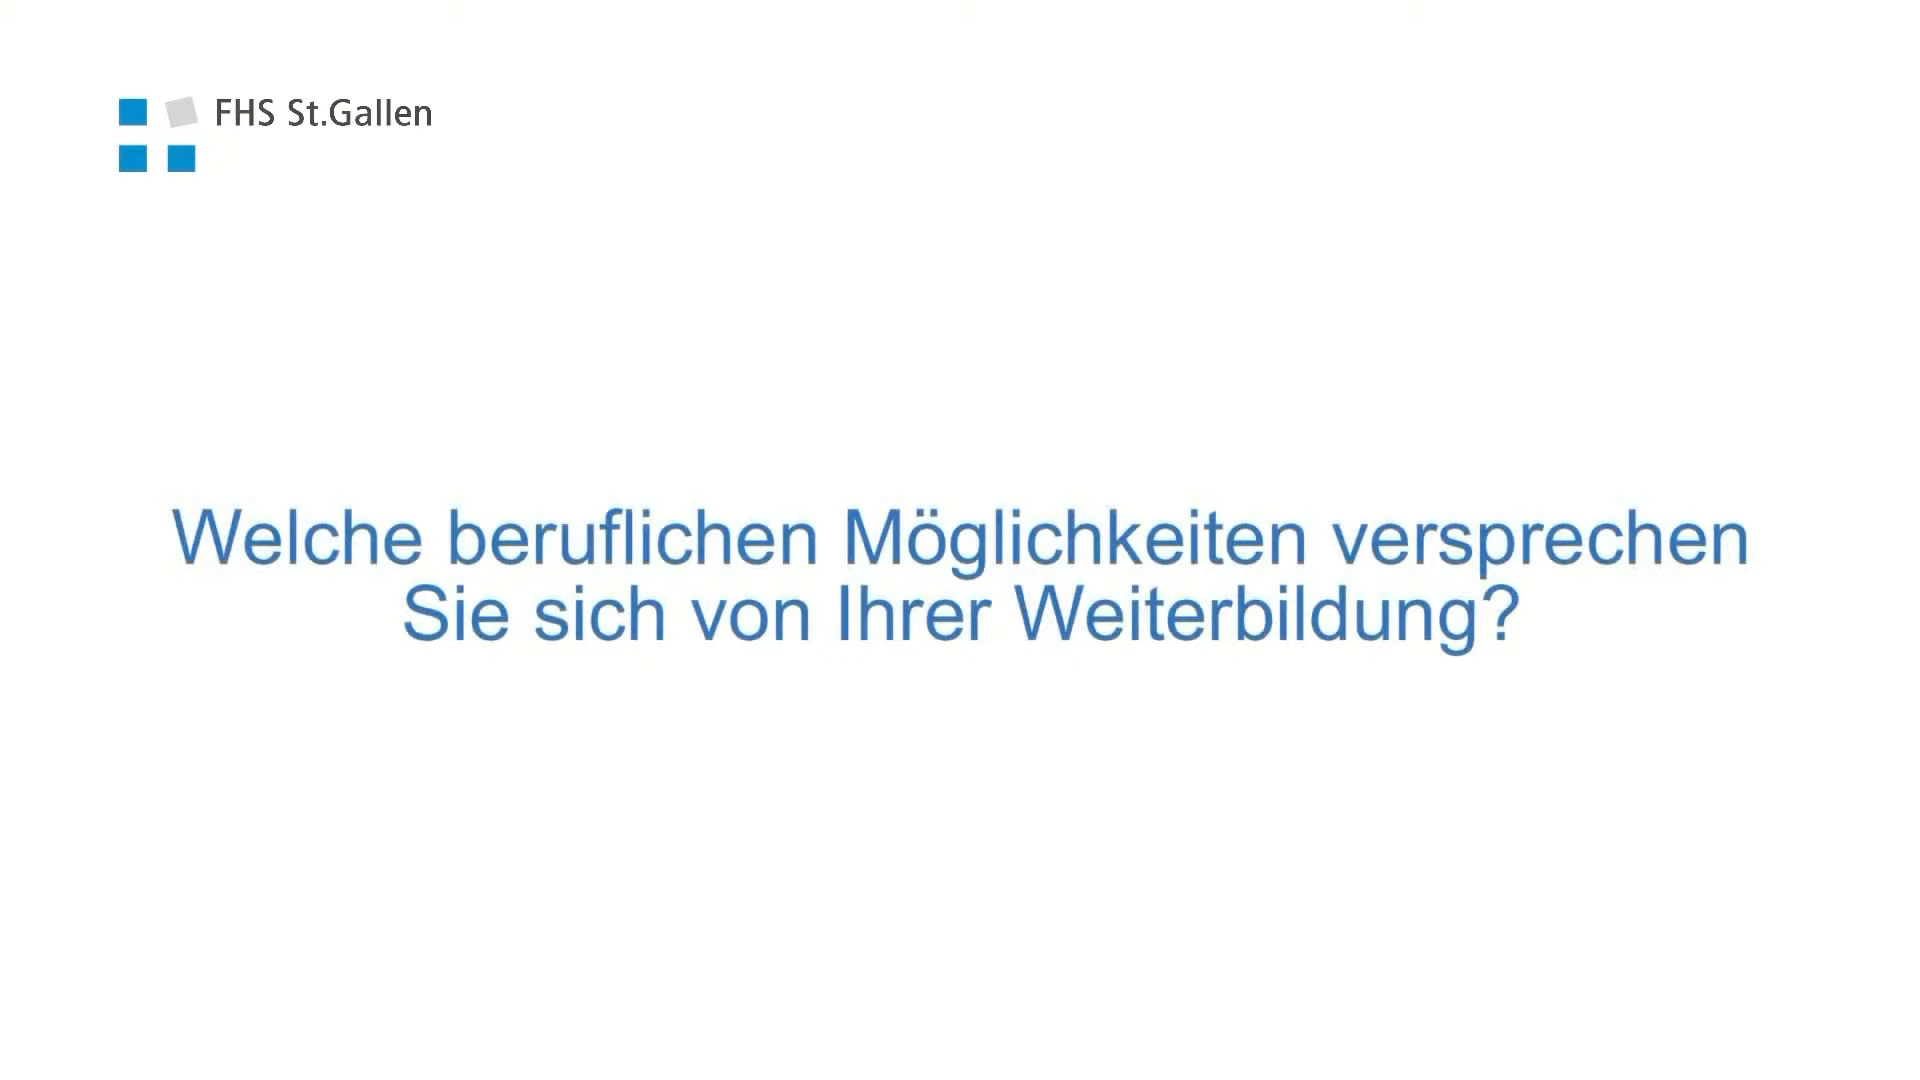 FHS St.Gallen
Welche beruflichen Möglichkeiten versprechen
Sie sich von Ihrer Weiterbildung?